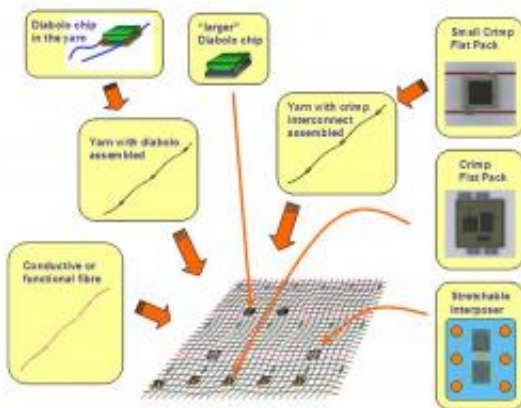 Diabolo chip
in the yarn
"larger"
Diabolo chip
Small Crimp
Flat Pack
Yarn with diabolo
assembled
Yarn with crimp
interconnect assembled
Crimp
Flat Pack
Conductive or
functional fibre
Stretchable
Interposer